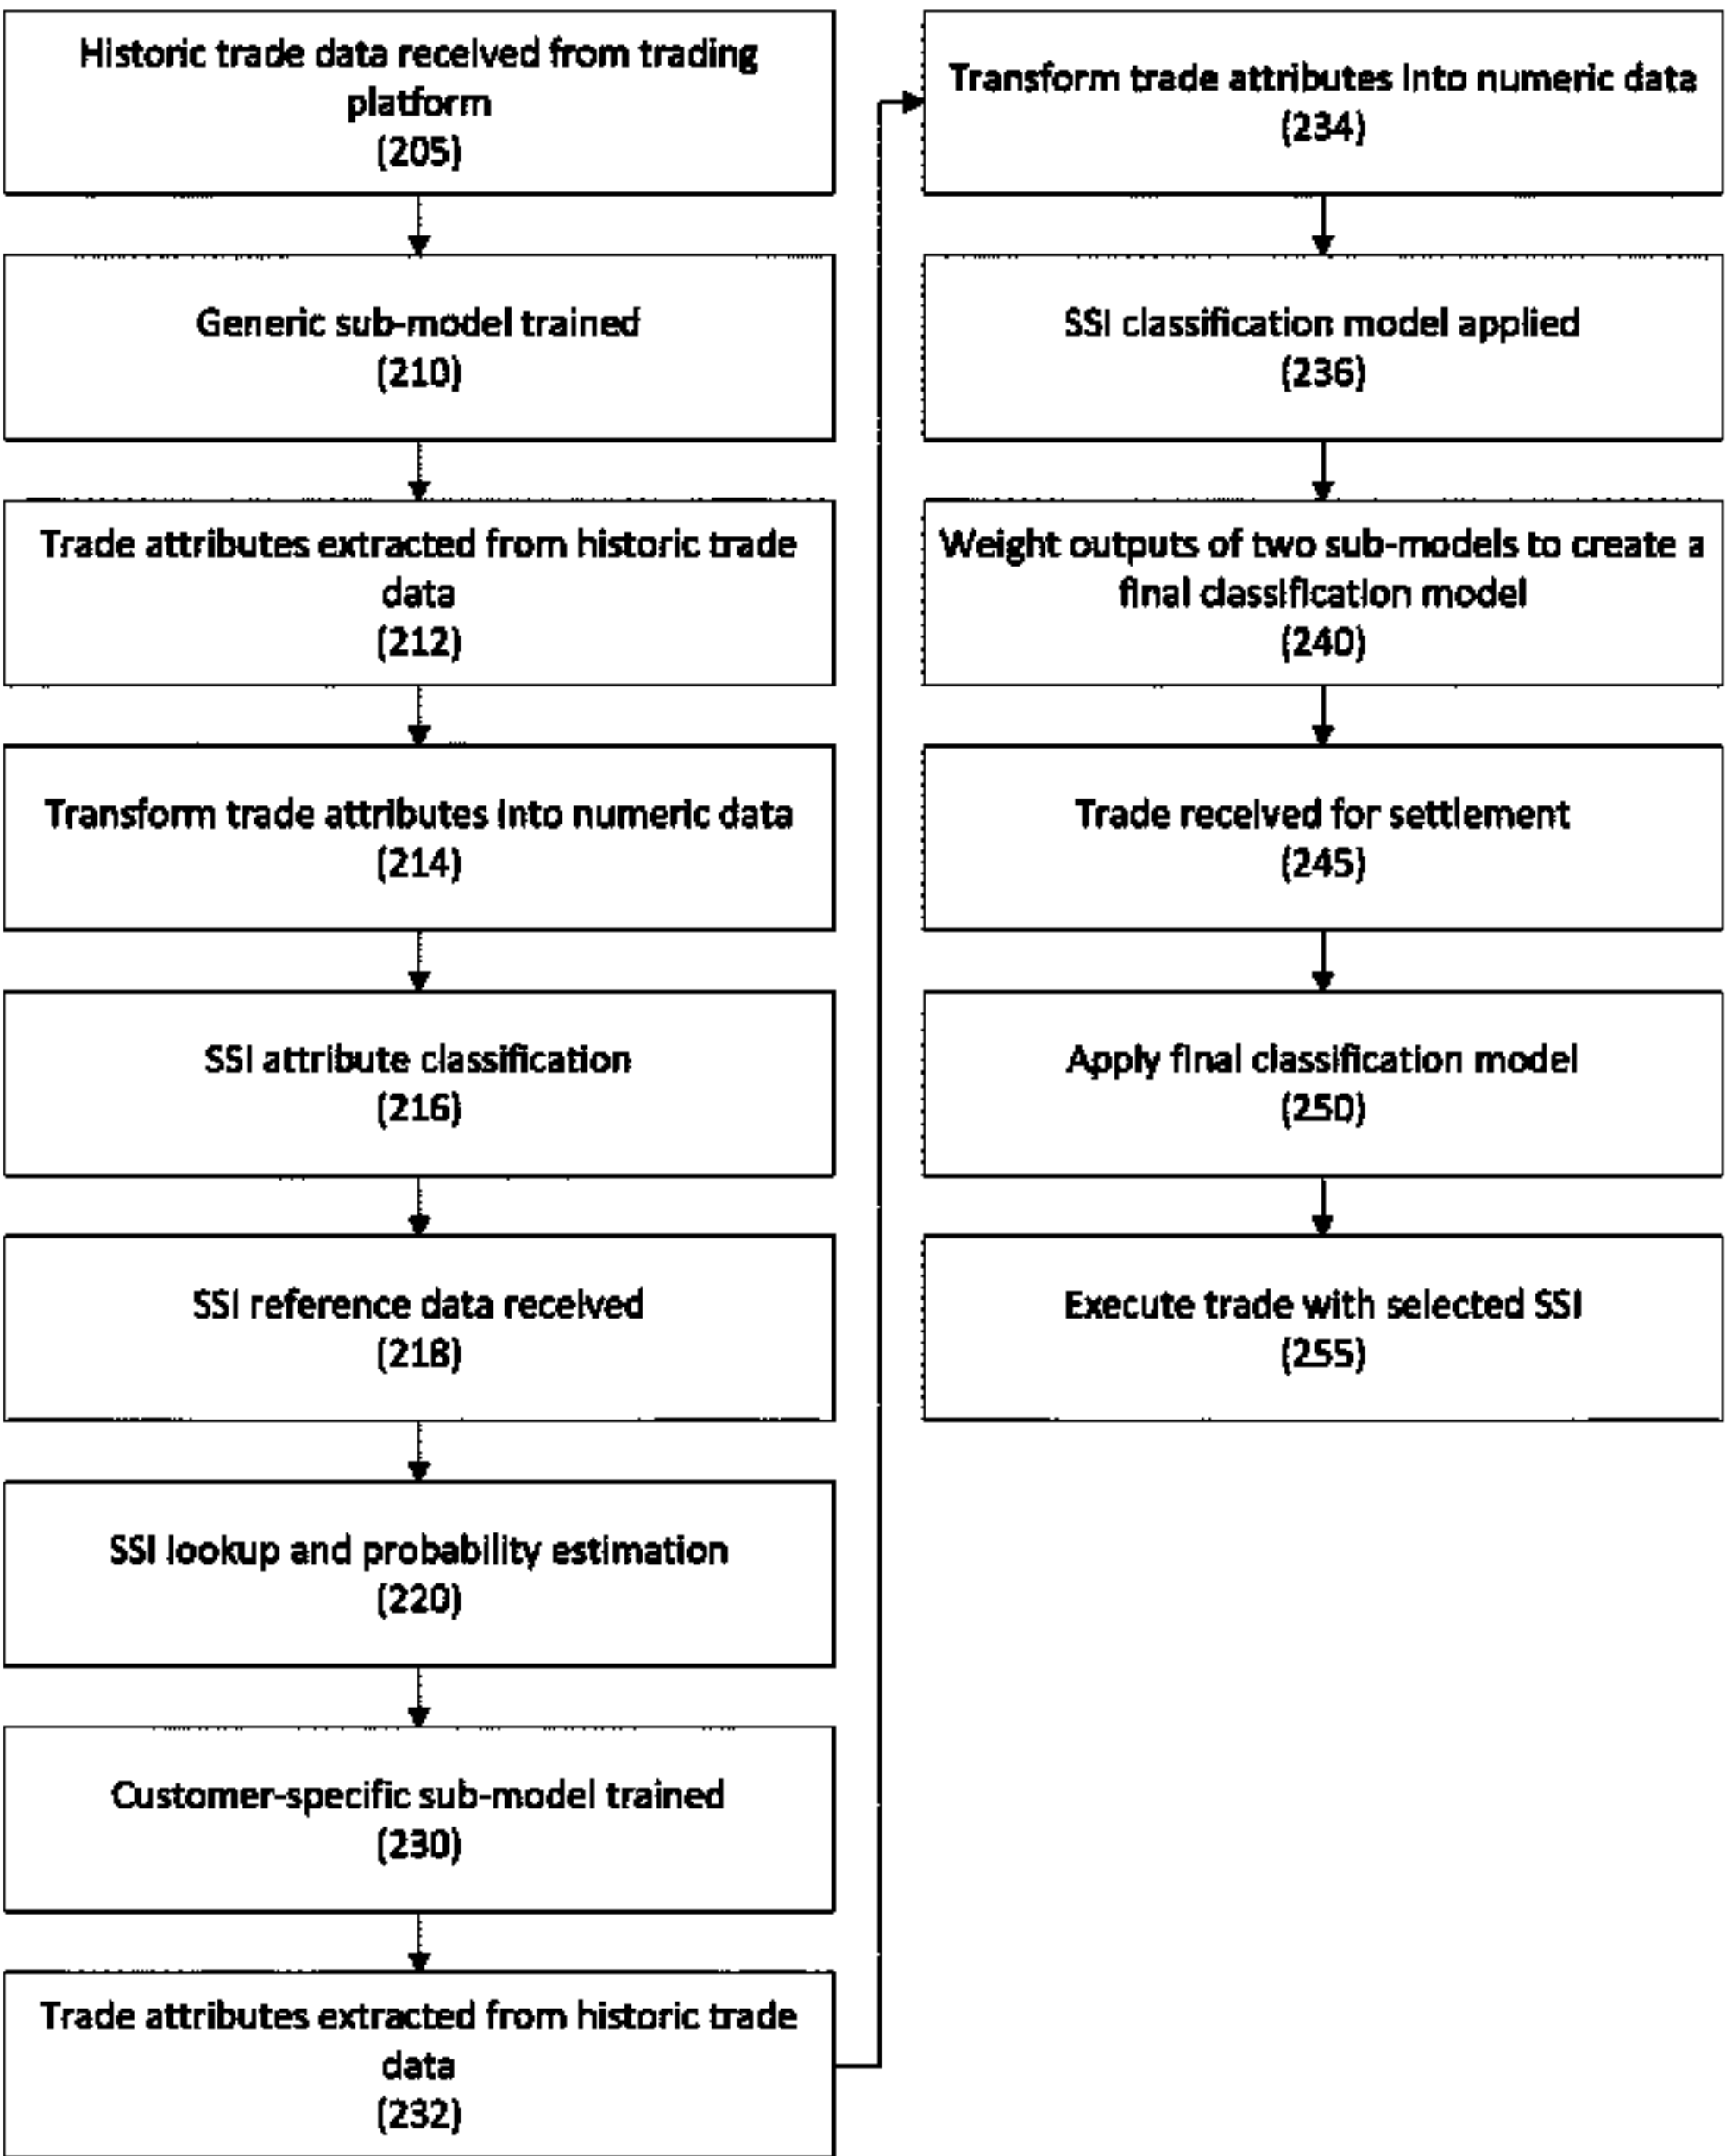 Historic trade data received from trading
platform
(205)
Generic sub-model trained
(210)
Trade attributes extracted from historic trade
data
(212)
Transform trade attributes into numeric data
(214)
SSI attribute classification
(216)
SSI reference data received
(218)
SSI lookup and probability estimation
(220)
Customer-specific sub-model trained
(230)
Trade attributes extracted from historic trade
data
(232)
Transform trade attributes into numeric data
(234)
SSI classification model applied
(236)
Weight outputs of two sub-models to create a
final classification model
(240)
Trade received for settlement
(245)
Apply final classification model
(250)
Execute trade with selected SSI
(255)